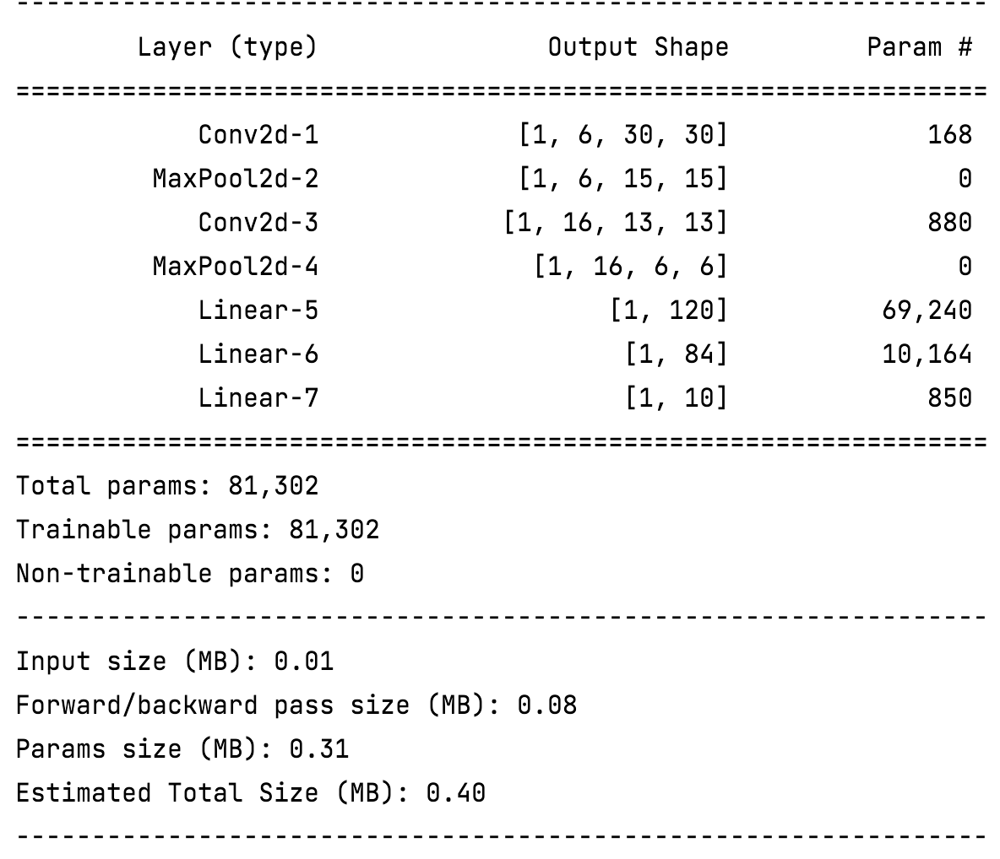 ----------------------------------------------------------------
Layer (type) Output Shape Param #
================================================================
Conv2d-1 [1, 6, 30, 30] 168
MaxPool2d-2 [1, 6, 15, 15] 0
Conv2d-3 [1, 16, 13, 13] 880
MaxPool2d-4 [1, 16, 6, 6] 0
Linear-5 [1, 120] 69,240
Linear-6 [1, 84] 10,164
Linear-7 [1, 10] 850
================================================================
Total params: 81,302
Trainable params: 81,302
Non-trainable params: 0
----------------------------------------------------------------
Input size (MB): 0.01
Forward/backward pass size (MB): 0.08
Params size (MB): 0.31
Estimated Total Size (MB): 0.40
----------------------------------------------------------------